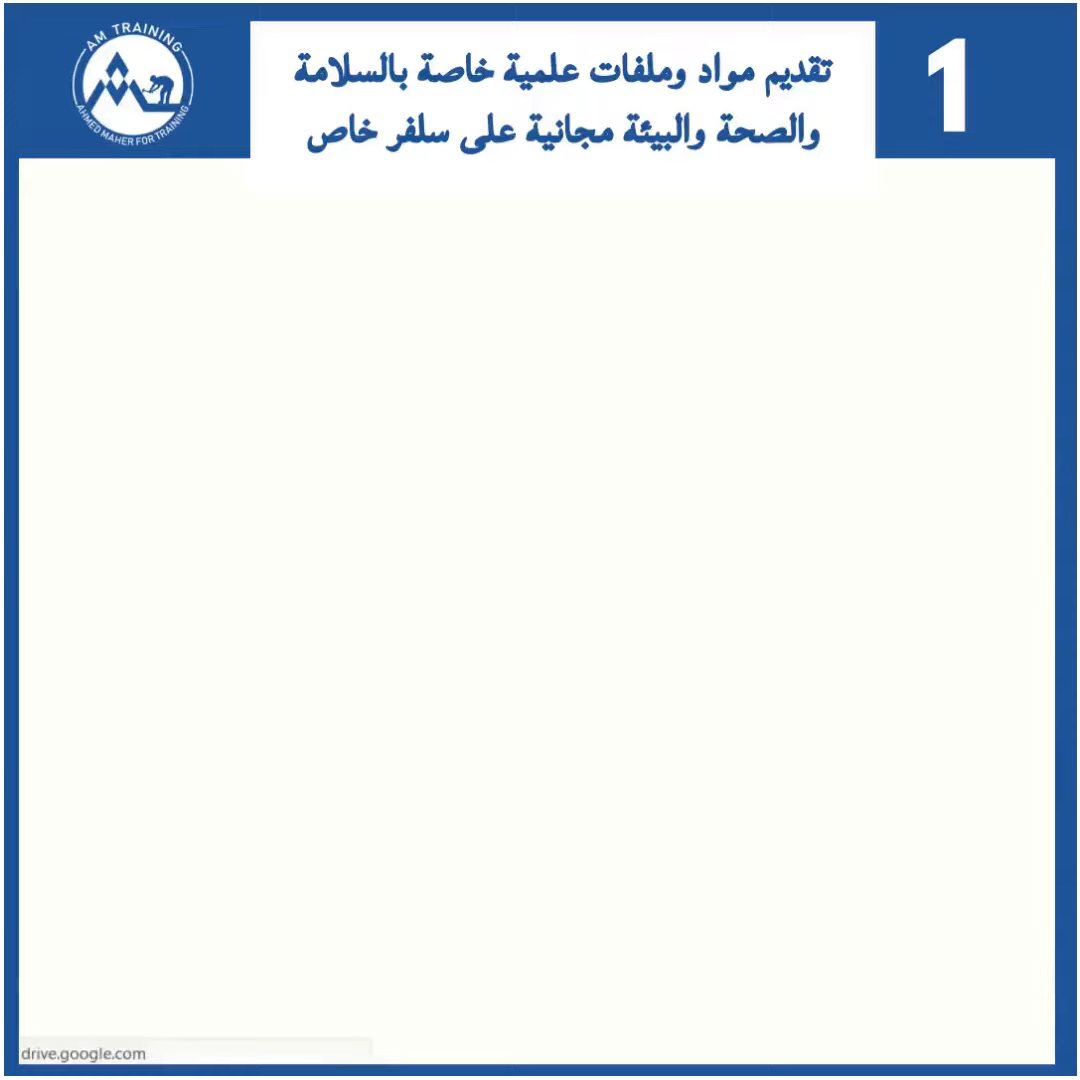 AM TRAINING
AHMED MAHER FOR TRAINING
تقديم مواد وملفات علمية خاصة بالسلامة
والصحة والبيئة مجانية على سلفر خاص
1
drive.google.com